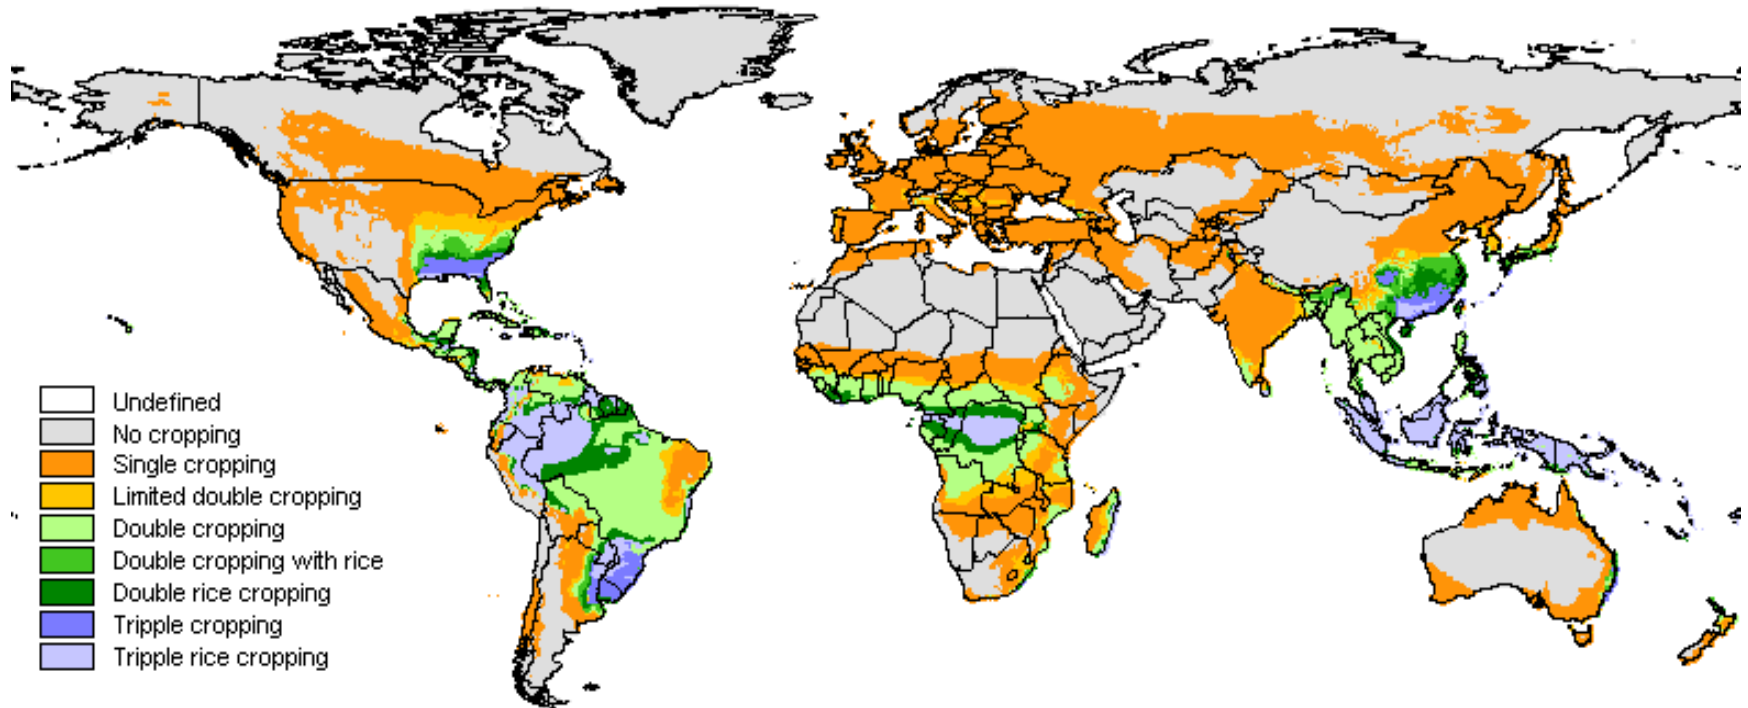 Undefined
No cropping
Single cropping
Limited double cropping
Double cropping
Double cropping with rice
Double rice cropping
Tripple cropping
Tripple rice cropping